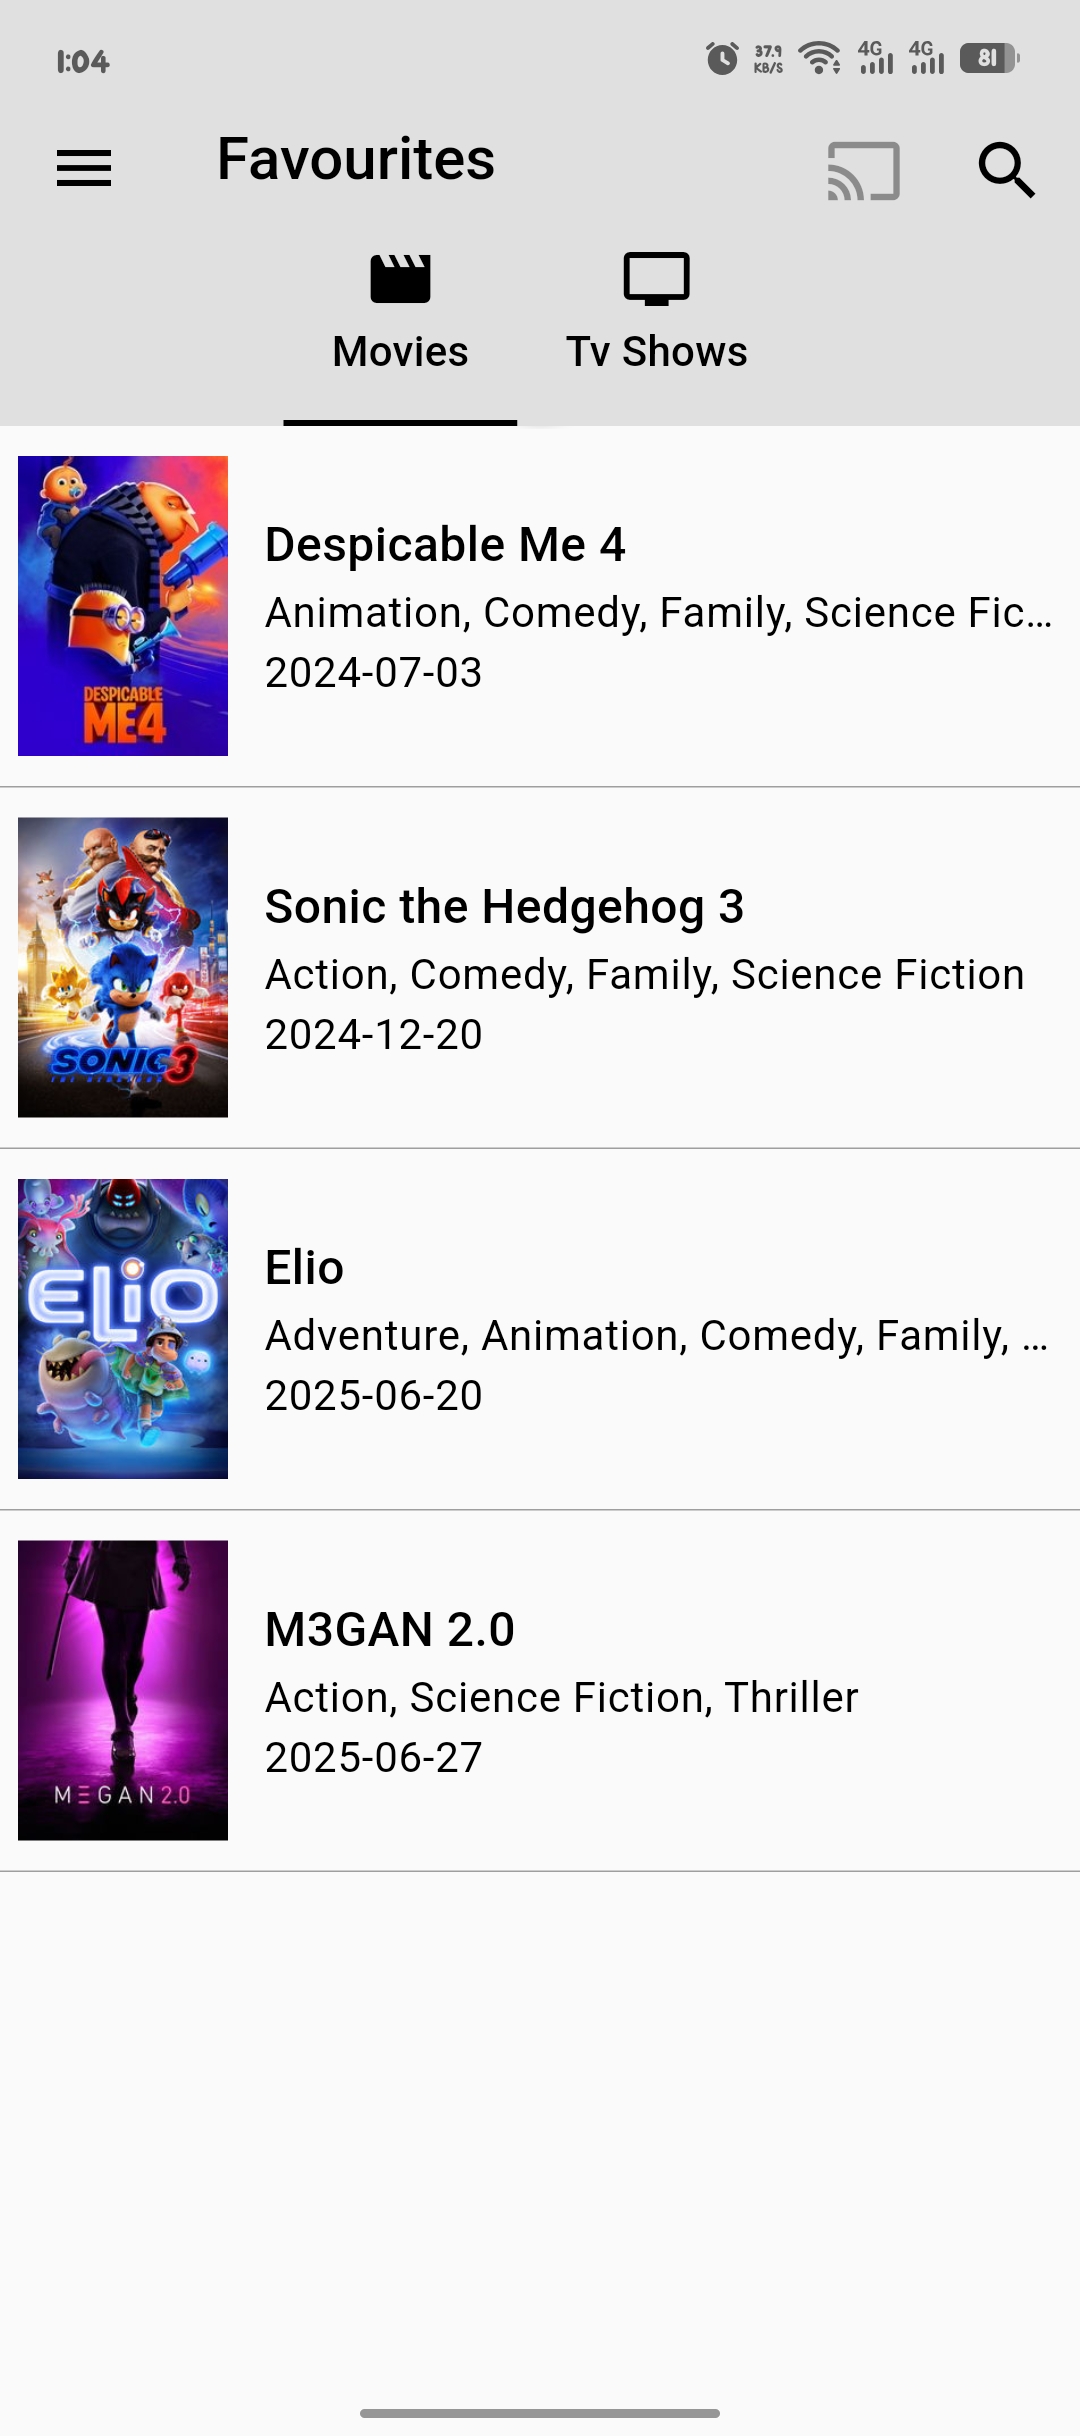 1:04
37.9
KB/S
4G
4G
81
Favourites
Movies
Tv Shows
DESPICABLE
ME4
Despicable Me 4
Animation, Comedy, Family, Science Fic...
2024-07-03
SONIC 3
THE HEDGEHOG
Sonic the Hedgehog 3
Action, Comedy, Family, Science Fiction
2024-12-20
ELiO
Elio
Adventure, Animation, Comedy, Family, ...
2025-06-20
MΞGAN 2.0
M3GAN 2.0
Action, Science Fiction, Thriller
2025-06-27